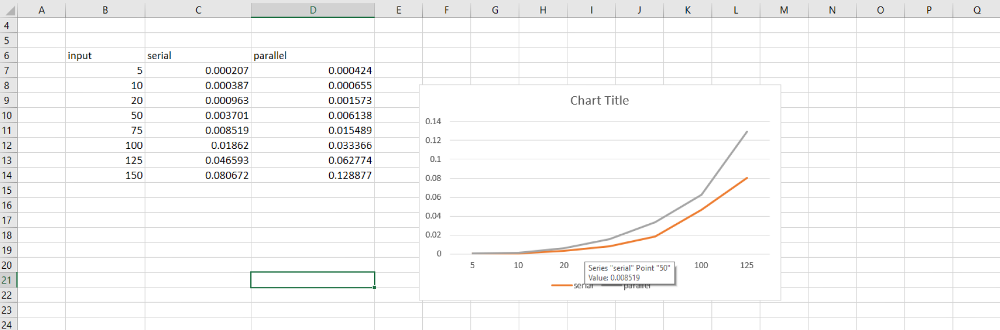 A B C D E F G H I J K L M N O P Q
4
5
6 input serial parallel
7 5 0.000207 0.000424
8 10 0.000387 0.000655
9 20 0.000963 0.001573
10 50 0.003701 0.006138
11 75 0.008519 0.015489
12 100 0.01862 0.033366
13 125 0.046593 0.062774
14 150 0.080672 0.128877
15
16
17
18
19
20
21
22
23
24
Chart Title
0.14
0.12
0.1
0.08
0.06
0.04
0.02
0
5 10 20 100 125
Series "serial" Point "50"
Value: 0.008519
serial parallel